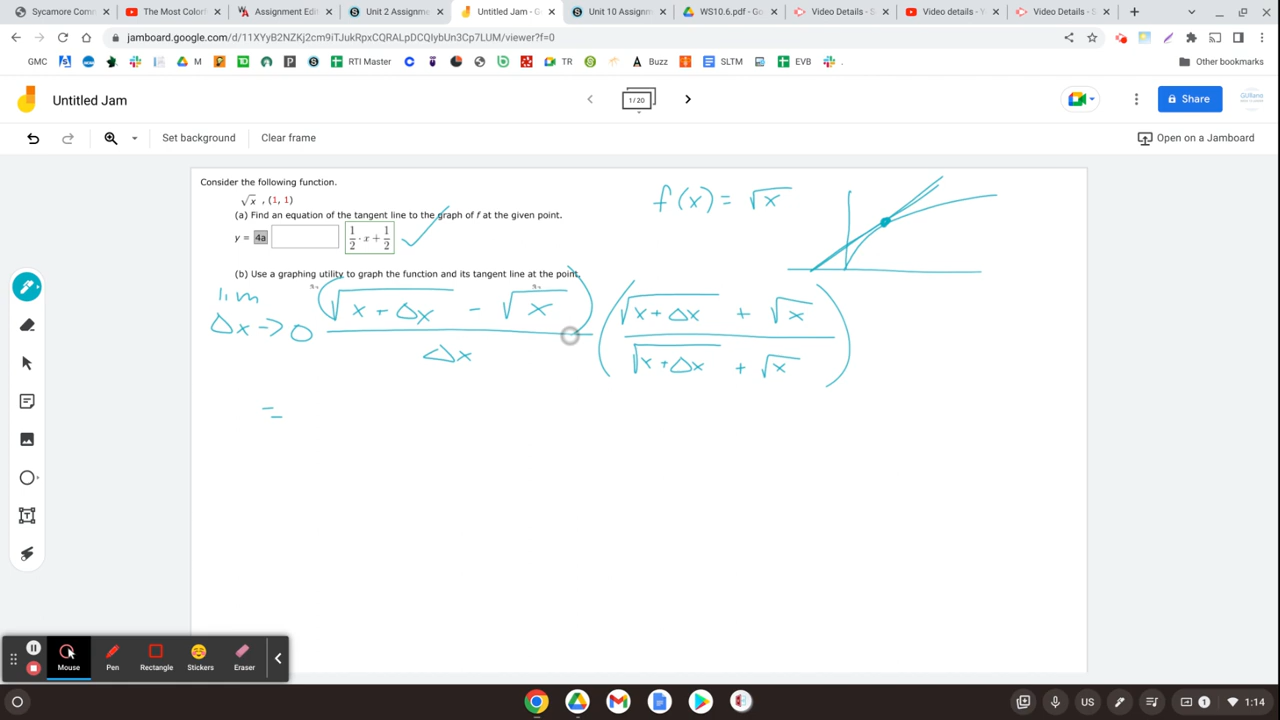 Sycamore Com
The Most Colorf
Assignment Edi
Unit 2 Assignme
Untitled Jam - G
Unit 10 Assignm
WS10.6.pdf - Go
Video Details - S
Video details - Y
Video Details - S
jamboard.google.com/d/11XYyB2NZKj2cm9iTJukRpxCQRALpDCQIybUn3Cp7LUM/viewer?f=0
GMC
M
RTI Master
TR
Buzz
SLTM
EVB
Other bookmarks
Untitled Jam
1/20
Share
Set background
Clear frame
Open on a Jamboard
Consider the following function.
√x , (1, 1)
(a) Find an equation of the tangent line to the graph of f at the given point.
y = 4a 1/2 · x + 1/2
(b) Use a graphing utility to graph the function and its tangent line at the point.
f(x) = √x
lim Δx → 0 (√(x + Δx) - √x) / Δx ( (√(x + Δx) + √x) / (√(x + Δx) + √x) )
=
Mouse
Pen
Rectangle
Stickers
Eraser
US
1
1:14